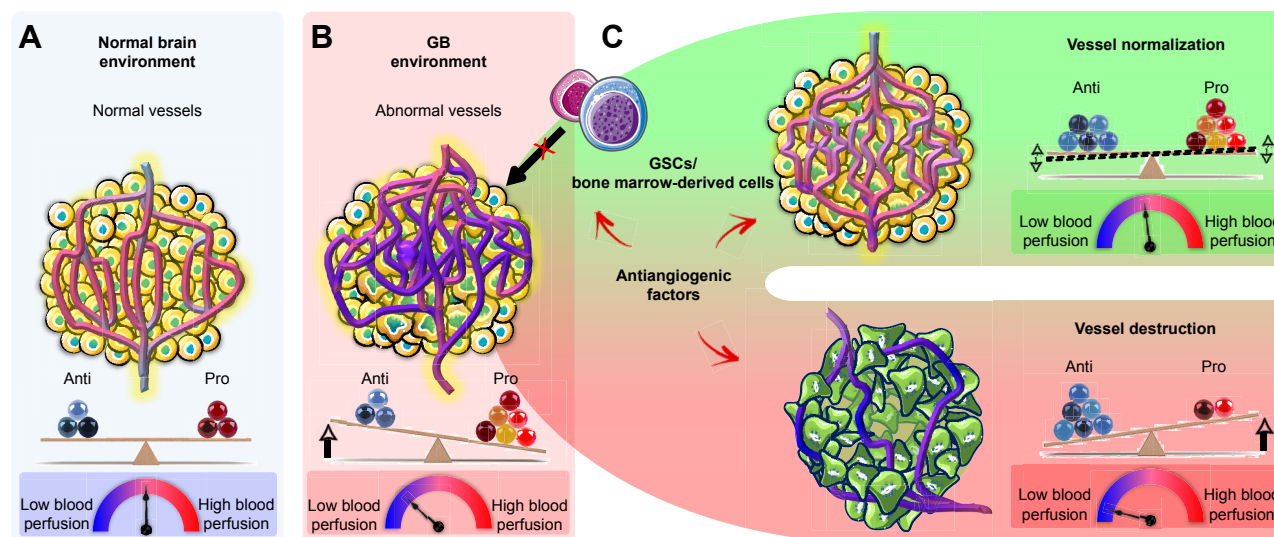 A
Normal brain
environment
Normal vessels
Anti
Pro
Low blood
perfusion
High blood
perfusion
B
GB
environment
Abnormal vessels
Anti
Pro
Low blood
perfusion
High blood
perfusion
C
GSCs/
bone marrow-derived cells
Antiangiogenic
factors
Vessel normalization
Anti
Pro
Low blood
perfusion
High blood
perfusion
Vessel destruction
Anti
Pro
Low blood
perfusion
High blood
perfusion